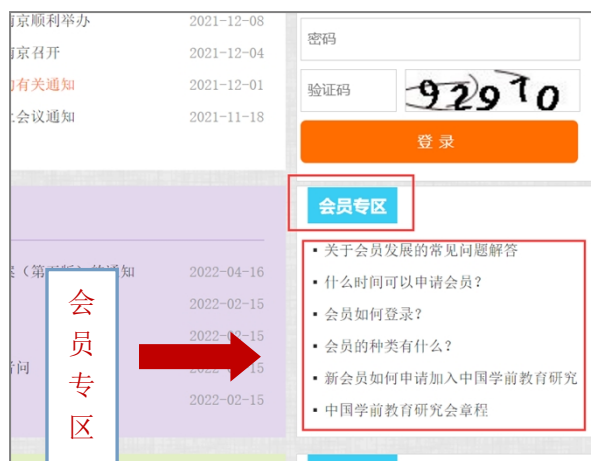 南京顺利举办 2021-12-08
南京召开 2021-12-04
的有关通知 2021-12-01
上会议通知 2021-11-18
密码
验证码 92970
登录
会员专区
关于会员发展的常见问题解答
什么时间可以申请会员?
会员如何登录?
会员的种类有什么?
新会员如何申请加入中国学前教育研究
中国学前教育研究会章程
的通知 2022-04-16
2022-02-15
2022-02-15
问 -15
2022-02-15
会员专区